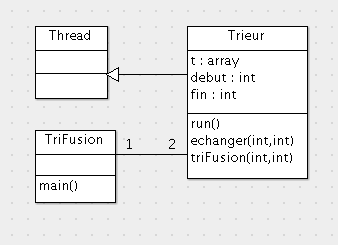 Thread
Trieur
t : array
debut : int
fin : int
run()
echanger(int,int)
triFusion(int,int)
TriFusion
main()
1
2